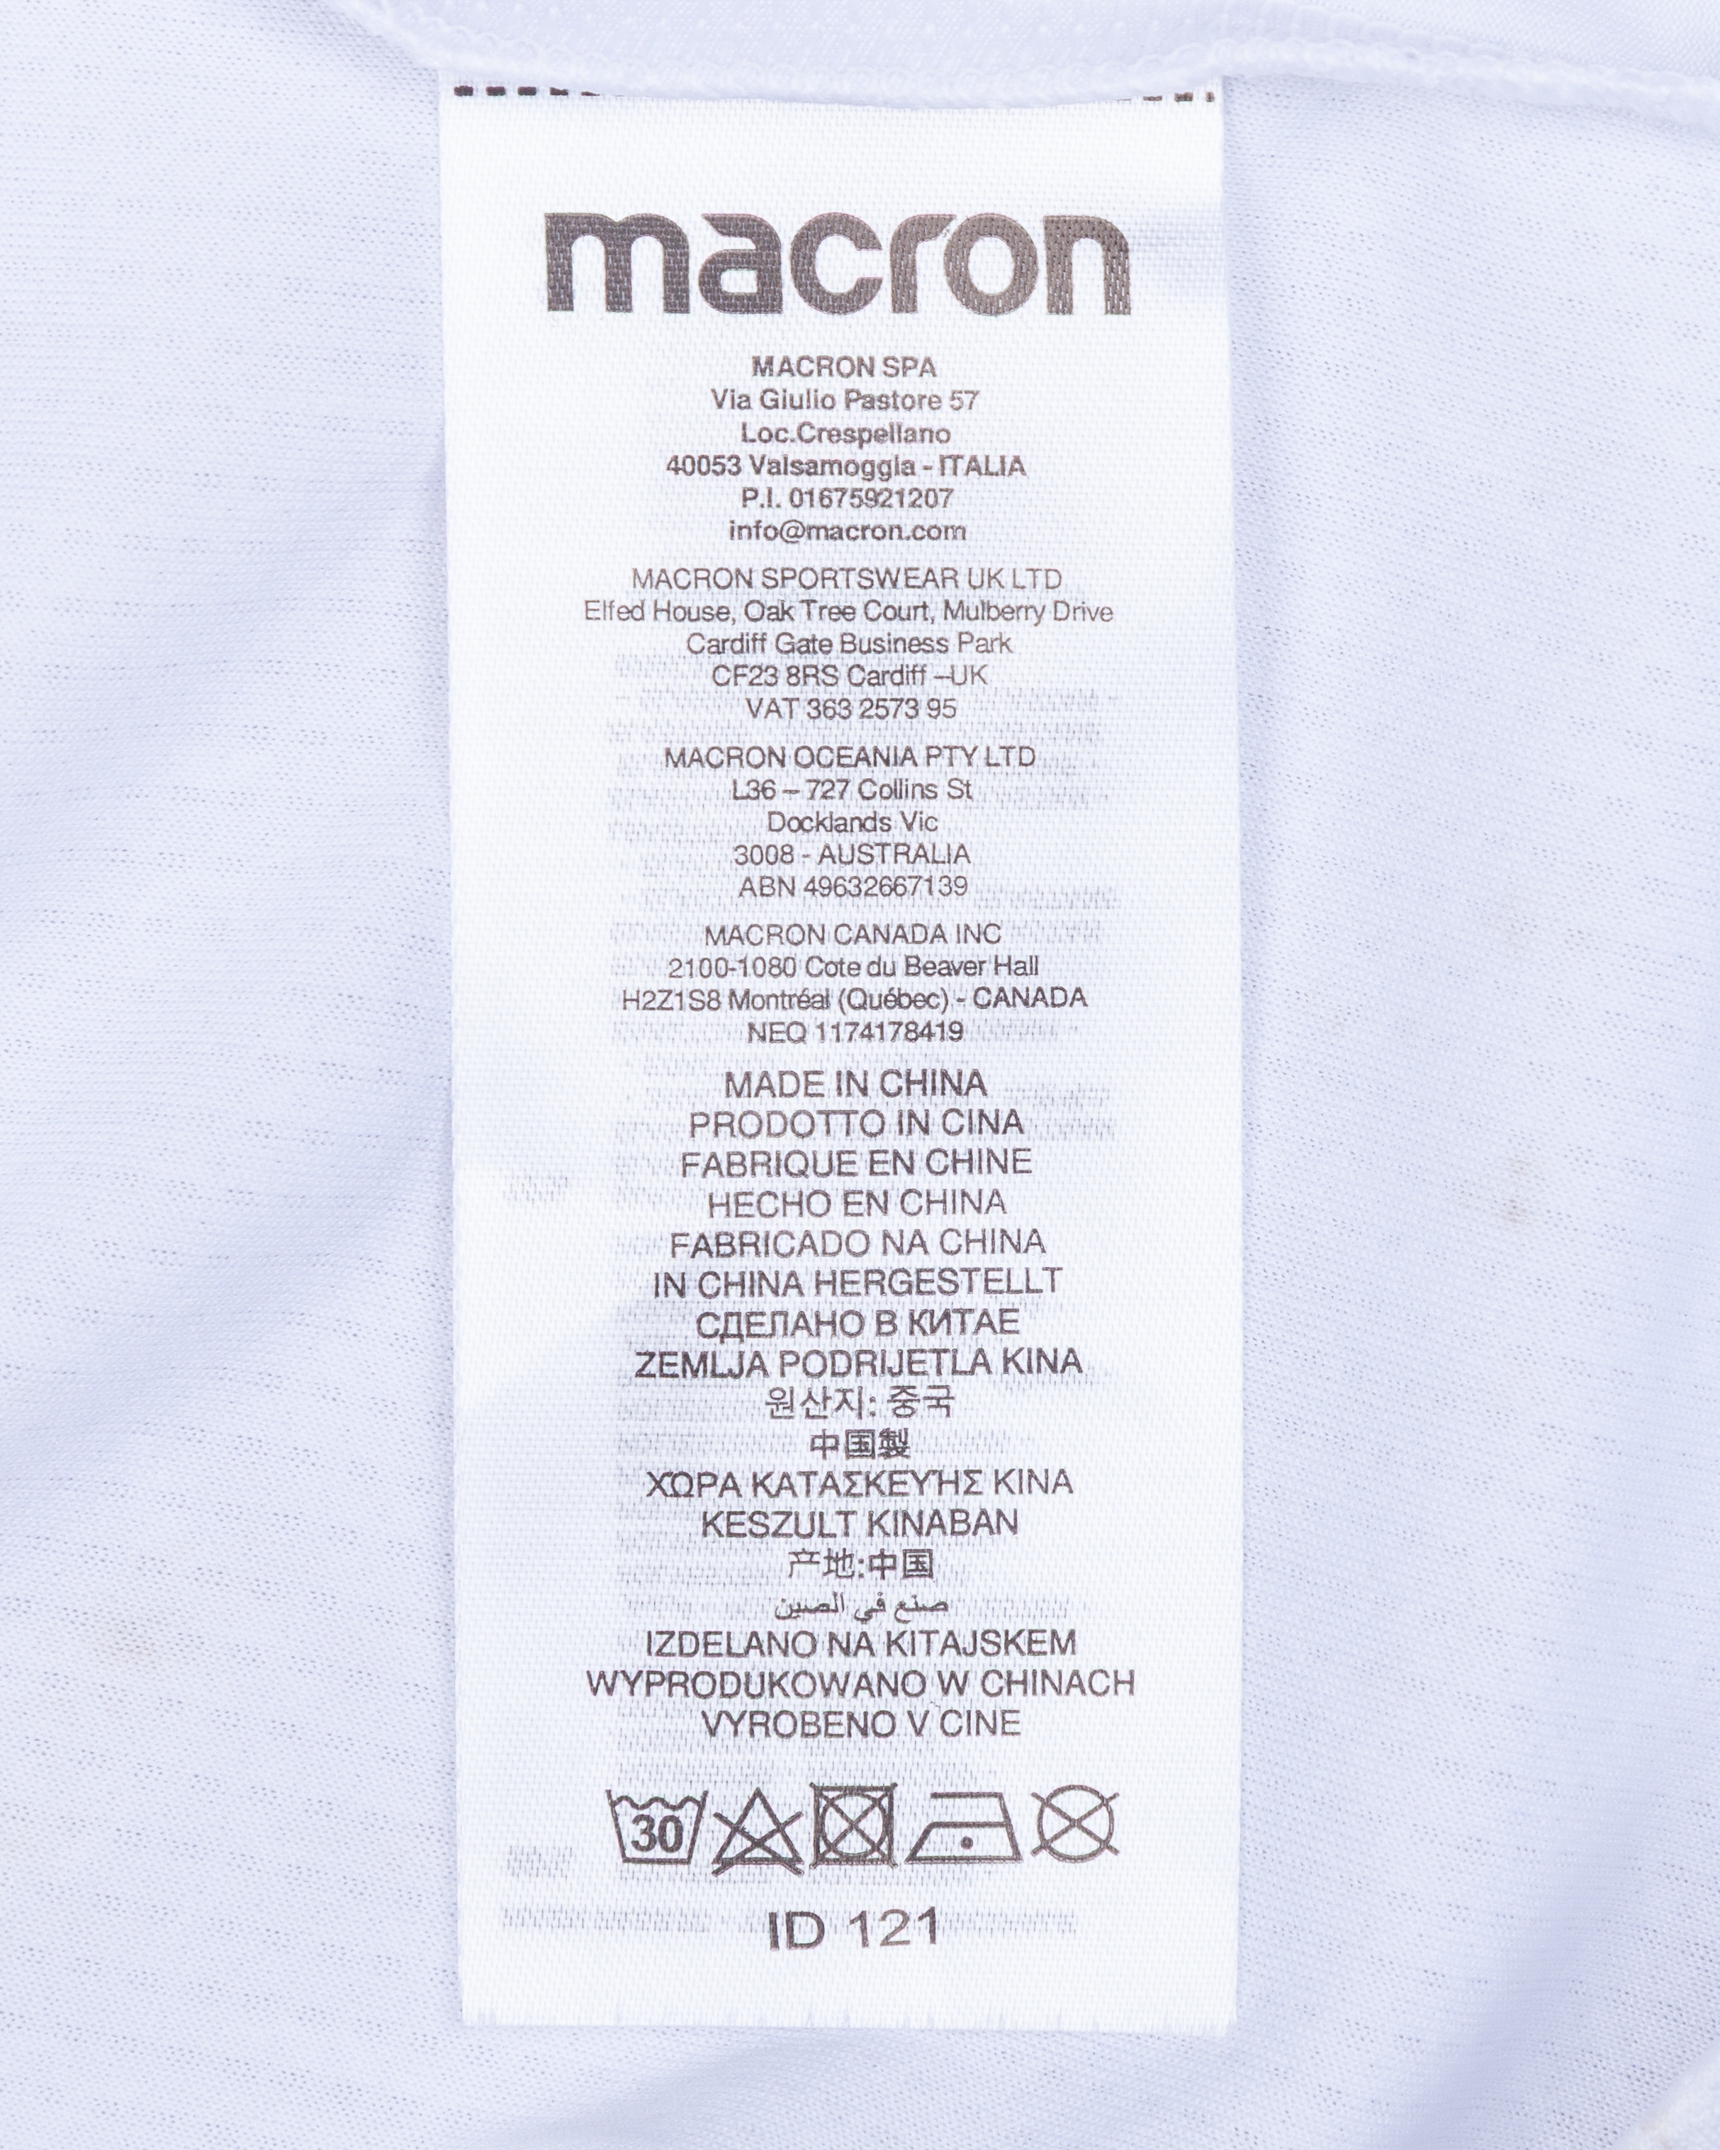 macron
MACRON SPA
Via Giulio Pastore 57
Loc.Crespellano
40053 Valsamoggia - ITALIA
P.I. 01675921207
info@macron.com
MACRON SPORTSWEAR UK LTD
Elfed House, Oak Tree Court, Mulberry Drive
Cardiff Gate Business Park
CF23 8RS Cardiff –UK
VAT 363 2573 95
MACRON OCEANIA PTY LTD
L36 – 727 Collins St
Docklands Vic
3008 - AUSTRALIA
ABN 49632667139
MACRON CANADA INC
2100-1080 Cote du Beaver Hall
H2Z1S8 Montréal (Québec) - CANADA
NEQ 1174178419
MADE IN CHINA
PRODOTTO IN CINA
FABRIQUE EN CHINE
HECHO EN CHINA
FABRICADO NA CHINA
IN CHINA HERGESTELLT
СДЕЛАНО В КИТАЕ
ZEMLJA PODRIJETLA KINA
원산지: 중국
中国製
ΧΏΡΑ ΚΑΤΑΣΚΕΥΉΣ ΚΙΝΑ
KESZULT KINABAN
产地:中国
صنع في الصين
IZDELANO NA KITAJSKEM
WYPRODUKOWANO W CHINACH
VYROBENO V CINE
30
ID 121